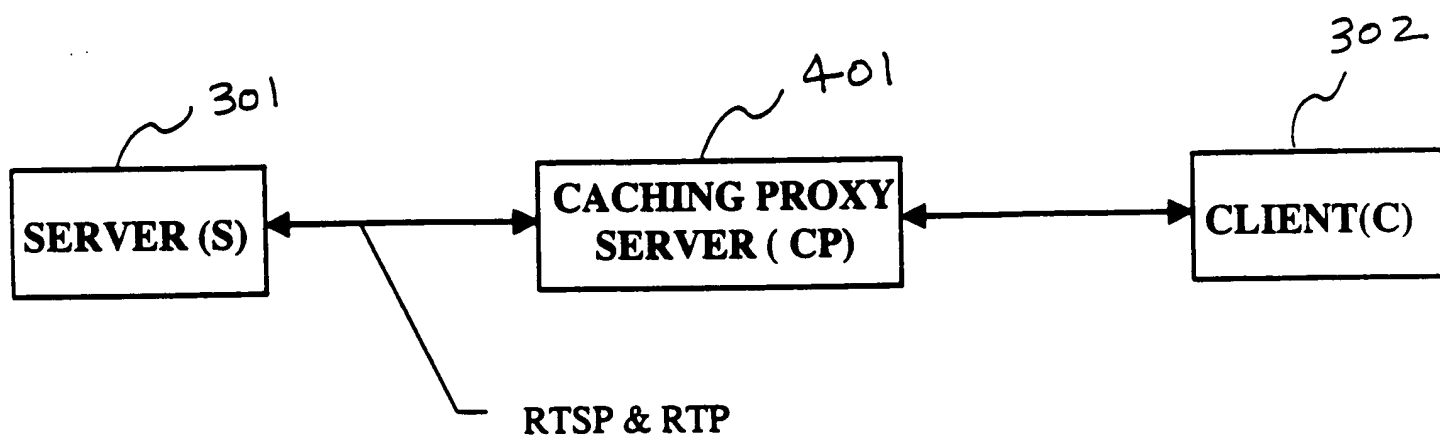 301
401
302
SERVER (S)
CACHING PROXY
SERVER ( CP)
CLIENT(C)
RTSP & RTP